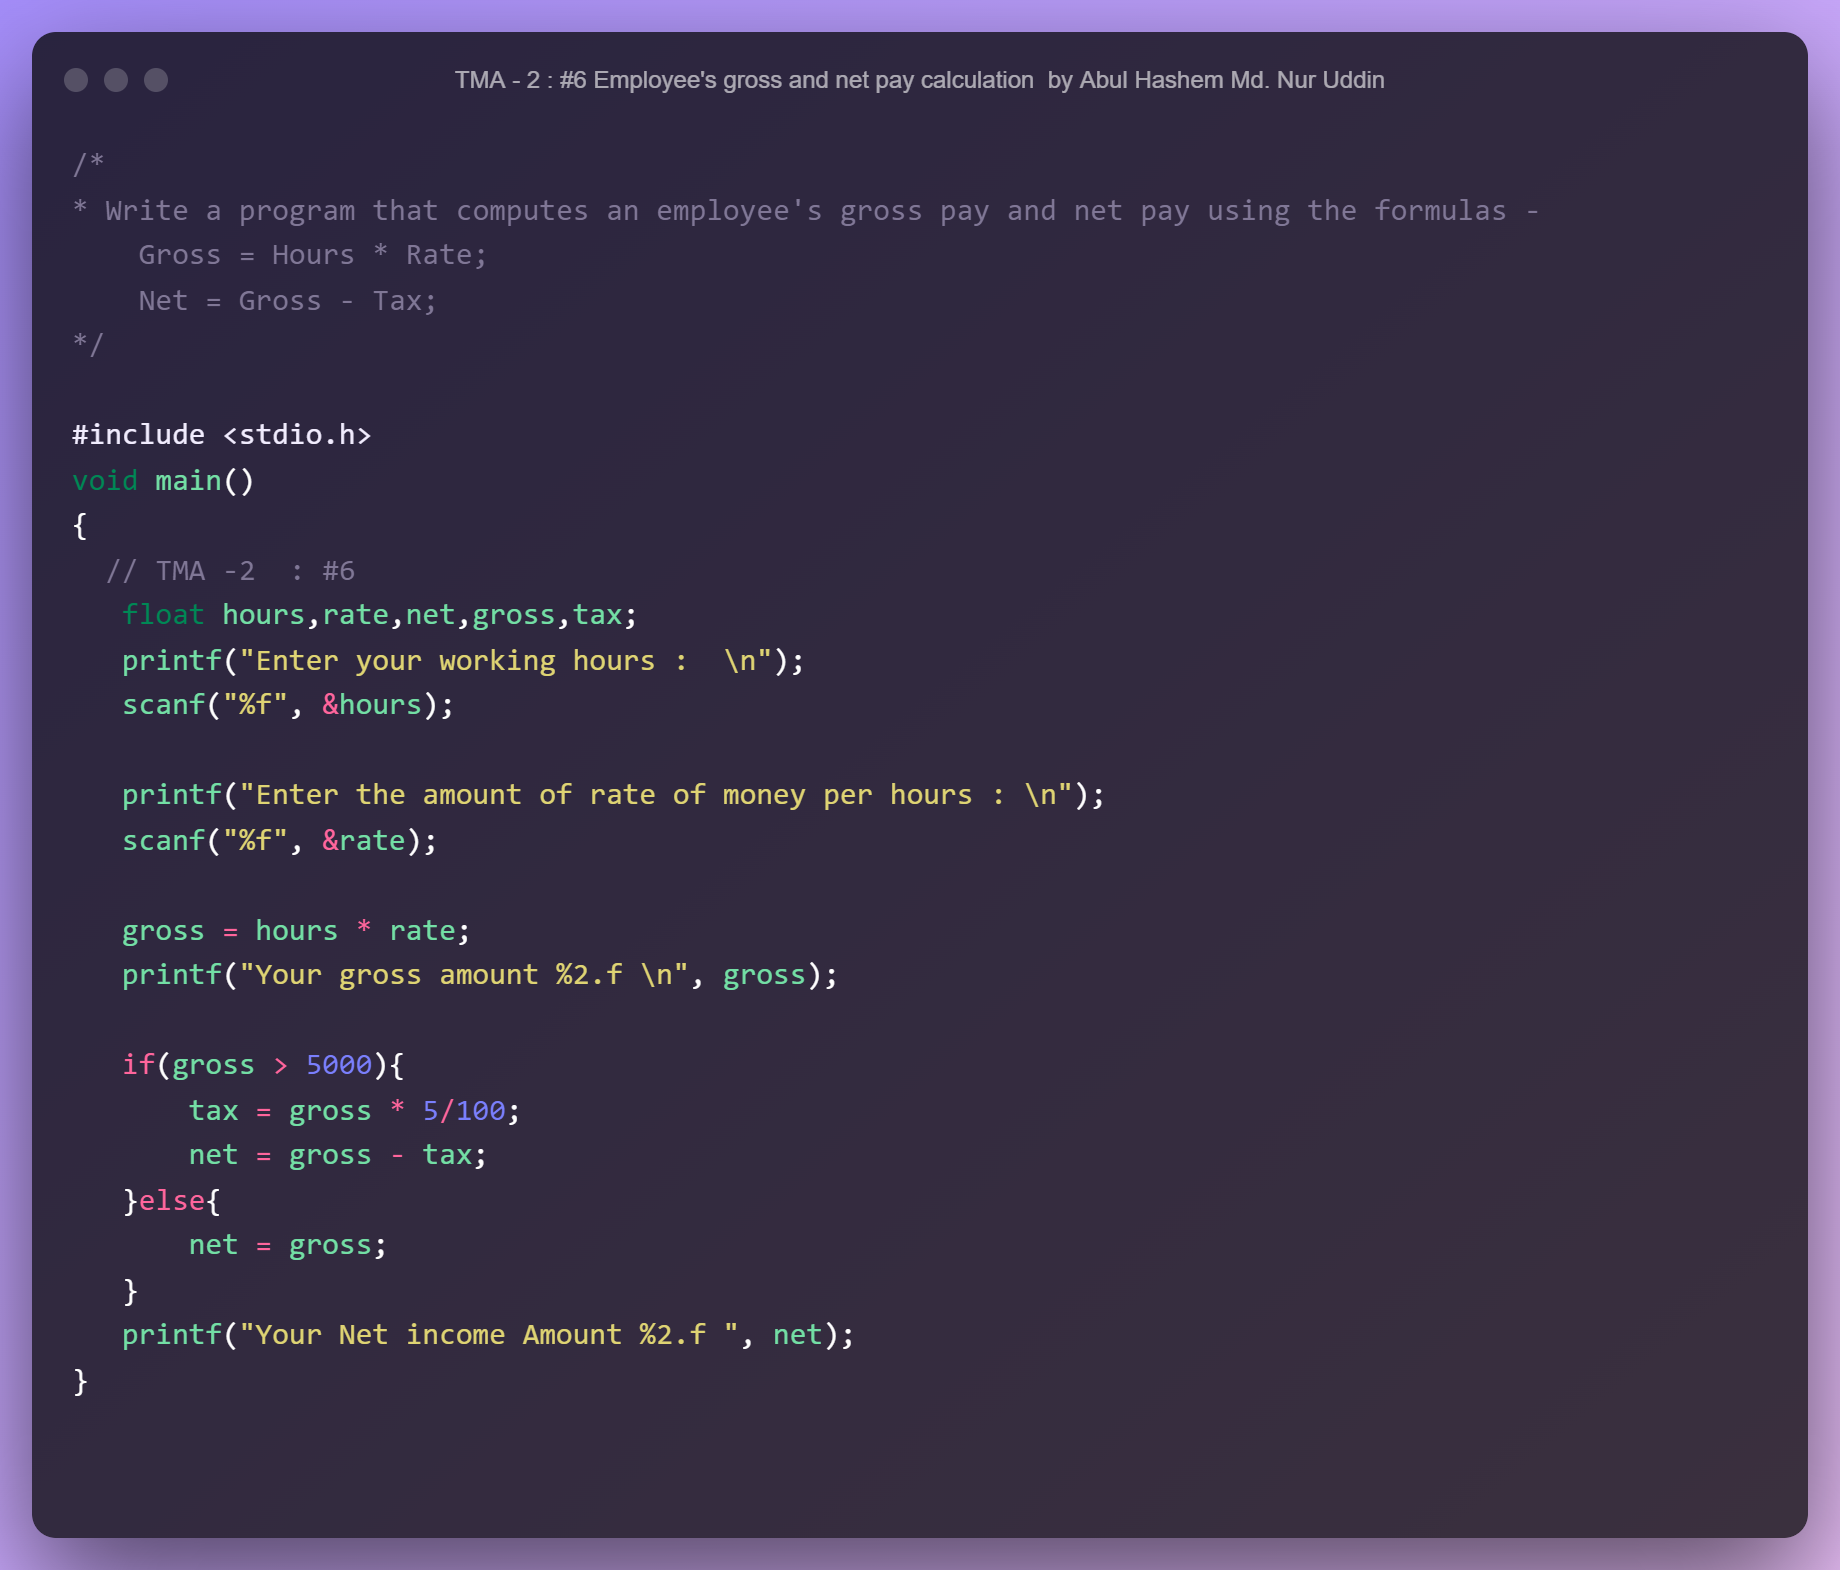 TMA - 2 : #6 Employee's gross and net pay calculation  by Abul Hashem Md. Nur Uddin
/*
* Write a program that computes an employee's gross pay and net pay using the formulas -
    Gross = Hours * Rate;
    Net = Gross - Tax;
*/

#include <stdio.h>
void main()
{
  // TMA -2  : #6
   float hours,rate,net,gross,tax;
   printf("Enter your working hours :  \n");
   scanf("%f", &hours);

   printf("Enter the amount of rate of money per hours : \n");
   scanf("%f", &rate);

   gross = hours * rate;
   printf("Your gross amount %2.f \n", gross);

   if(gross > 5000){
       tax = gross * 5/100;
       net = gross - tax;
   }else{
       net = gross;
   }
   printf("Your Net income Amount %2.f ", net);
}